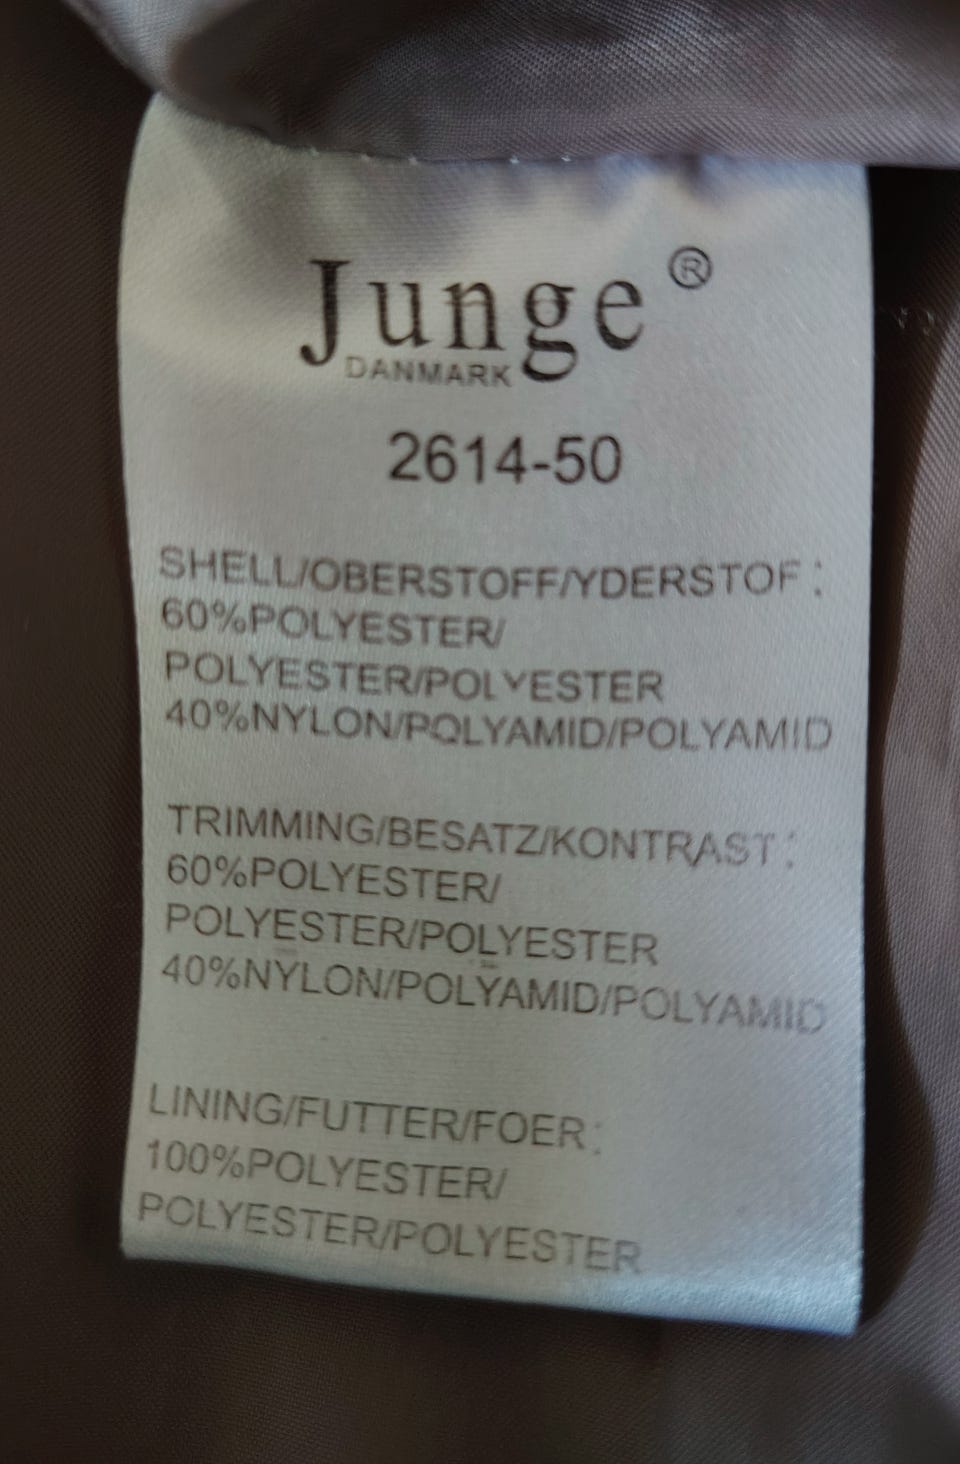 Junge®
DANMARK
2614-50
SHELL/OBERSTOFF/YDERSTOF:
60%POLYESTER/
POLYESTER/POLYESTER
40%NYLON/POLYAMID/POLYAMID
TRIMMING/BESATZ/KONTRAST:
60%POLYESTER/
POLYESTER/POLYESTER
40%NYLON/POLYAMID/POLYAMID
LINING/FUTTER/FOER:
100%POLYESTER/
POLYESTER/POLYESTER